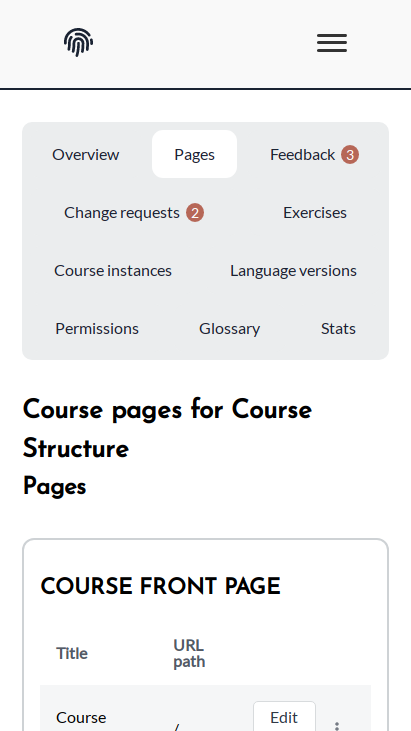 Overview Pages Feedback 3
Change requests 2 Exercises
Course instances Language versions
Permissions Glossary Stats
Course pages for Course
Structure
Pages
COURSE FRONT PAGE
Title URL
path
Course / Edit